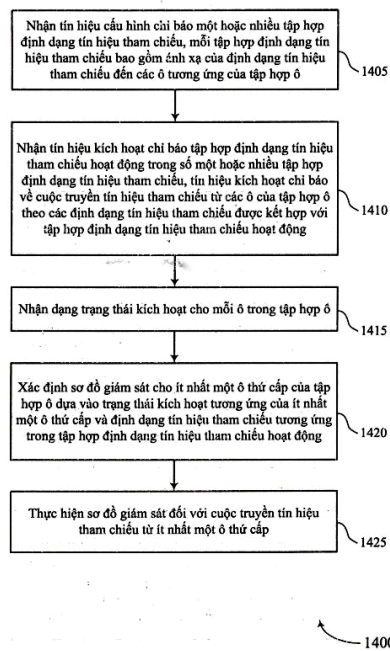 Nhận tín hiệu cấu hình chỉ báo một hoặc nhiều tập hợp
định dạng tín hiệu tham chiếu, mỗi tập hợp định dạng tín
hiệu tham chiếu bao gồm ánh xạ của định dạng tín hiệu
tham chiếu đến các ô tương ứng của tập hợp ô
1405
Nhận tín hiệu kích hoạt chỉ báo tập hợp định dạng tín hiệu
tham chiếu hoạt động trong số một hoặc nhiều tập hợp
định dạng tín hiệu tham chiếu, tín hiệu kích hoạt chỉ báo
về cuộc truyền tín hiệu tham chiếu từ các ô của tập hợp ô
theo các định dạng tín hiệu tham chiếu được kết hợp với
tập hợp định dạng tín hiệu tham chiếu hoạt động
1410
Nhận dạng trạng thái kích hoạt cho mỗi ô trong tập hợp ô
1415
Xác định sơ đồ giám sát cho ít nhất một ô thứ cấp của tập
hợp ô dựa vào trạng thái kích hoạt tương ứng của ít nhất
một ô thứ cấp và định dạng tín hiệu tham chiếu tương ứng
trong tập hợp định dạng tín hiệu tham chiếu hoạt động
1420
Thực hiện sơ đồ giám sát đối với cuộc truyền tín hiệu
tham chiếu từ ít nhất một ô thứ cấp
1425
1400